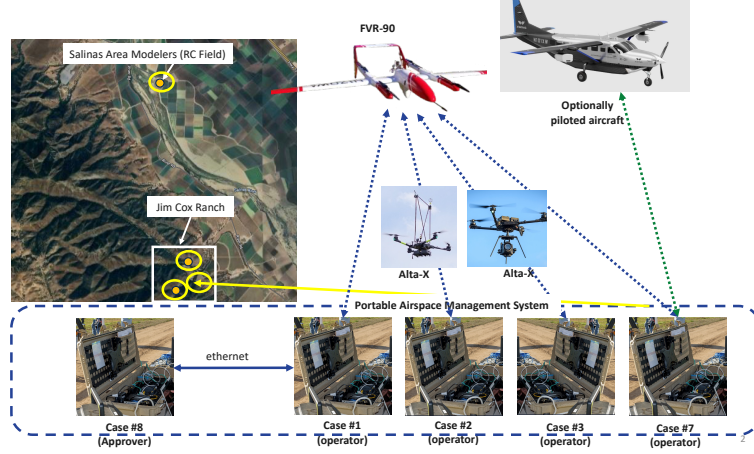 FVR-90
Salinas Area Modelers (RC Field)
Optionally
piloted aircraft
Jim Cox Ranch
Alta-X
Alta-X
Portable Airspace Management System
ethernet
Case #8
(Approver)
Case #1
(operator)
Case #2
(operator)
Case #3
(operator)
Case #7
(operator)
2